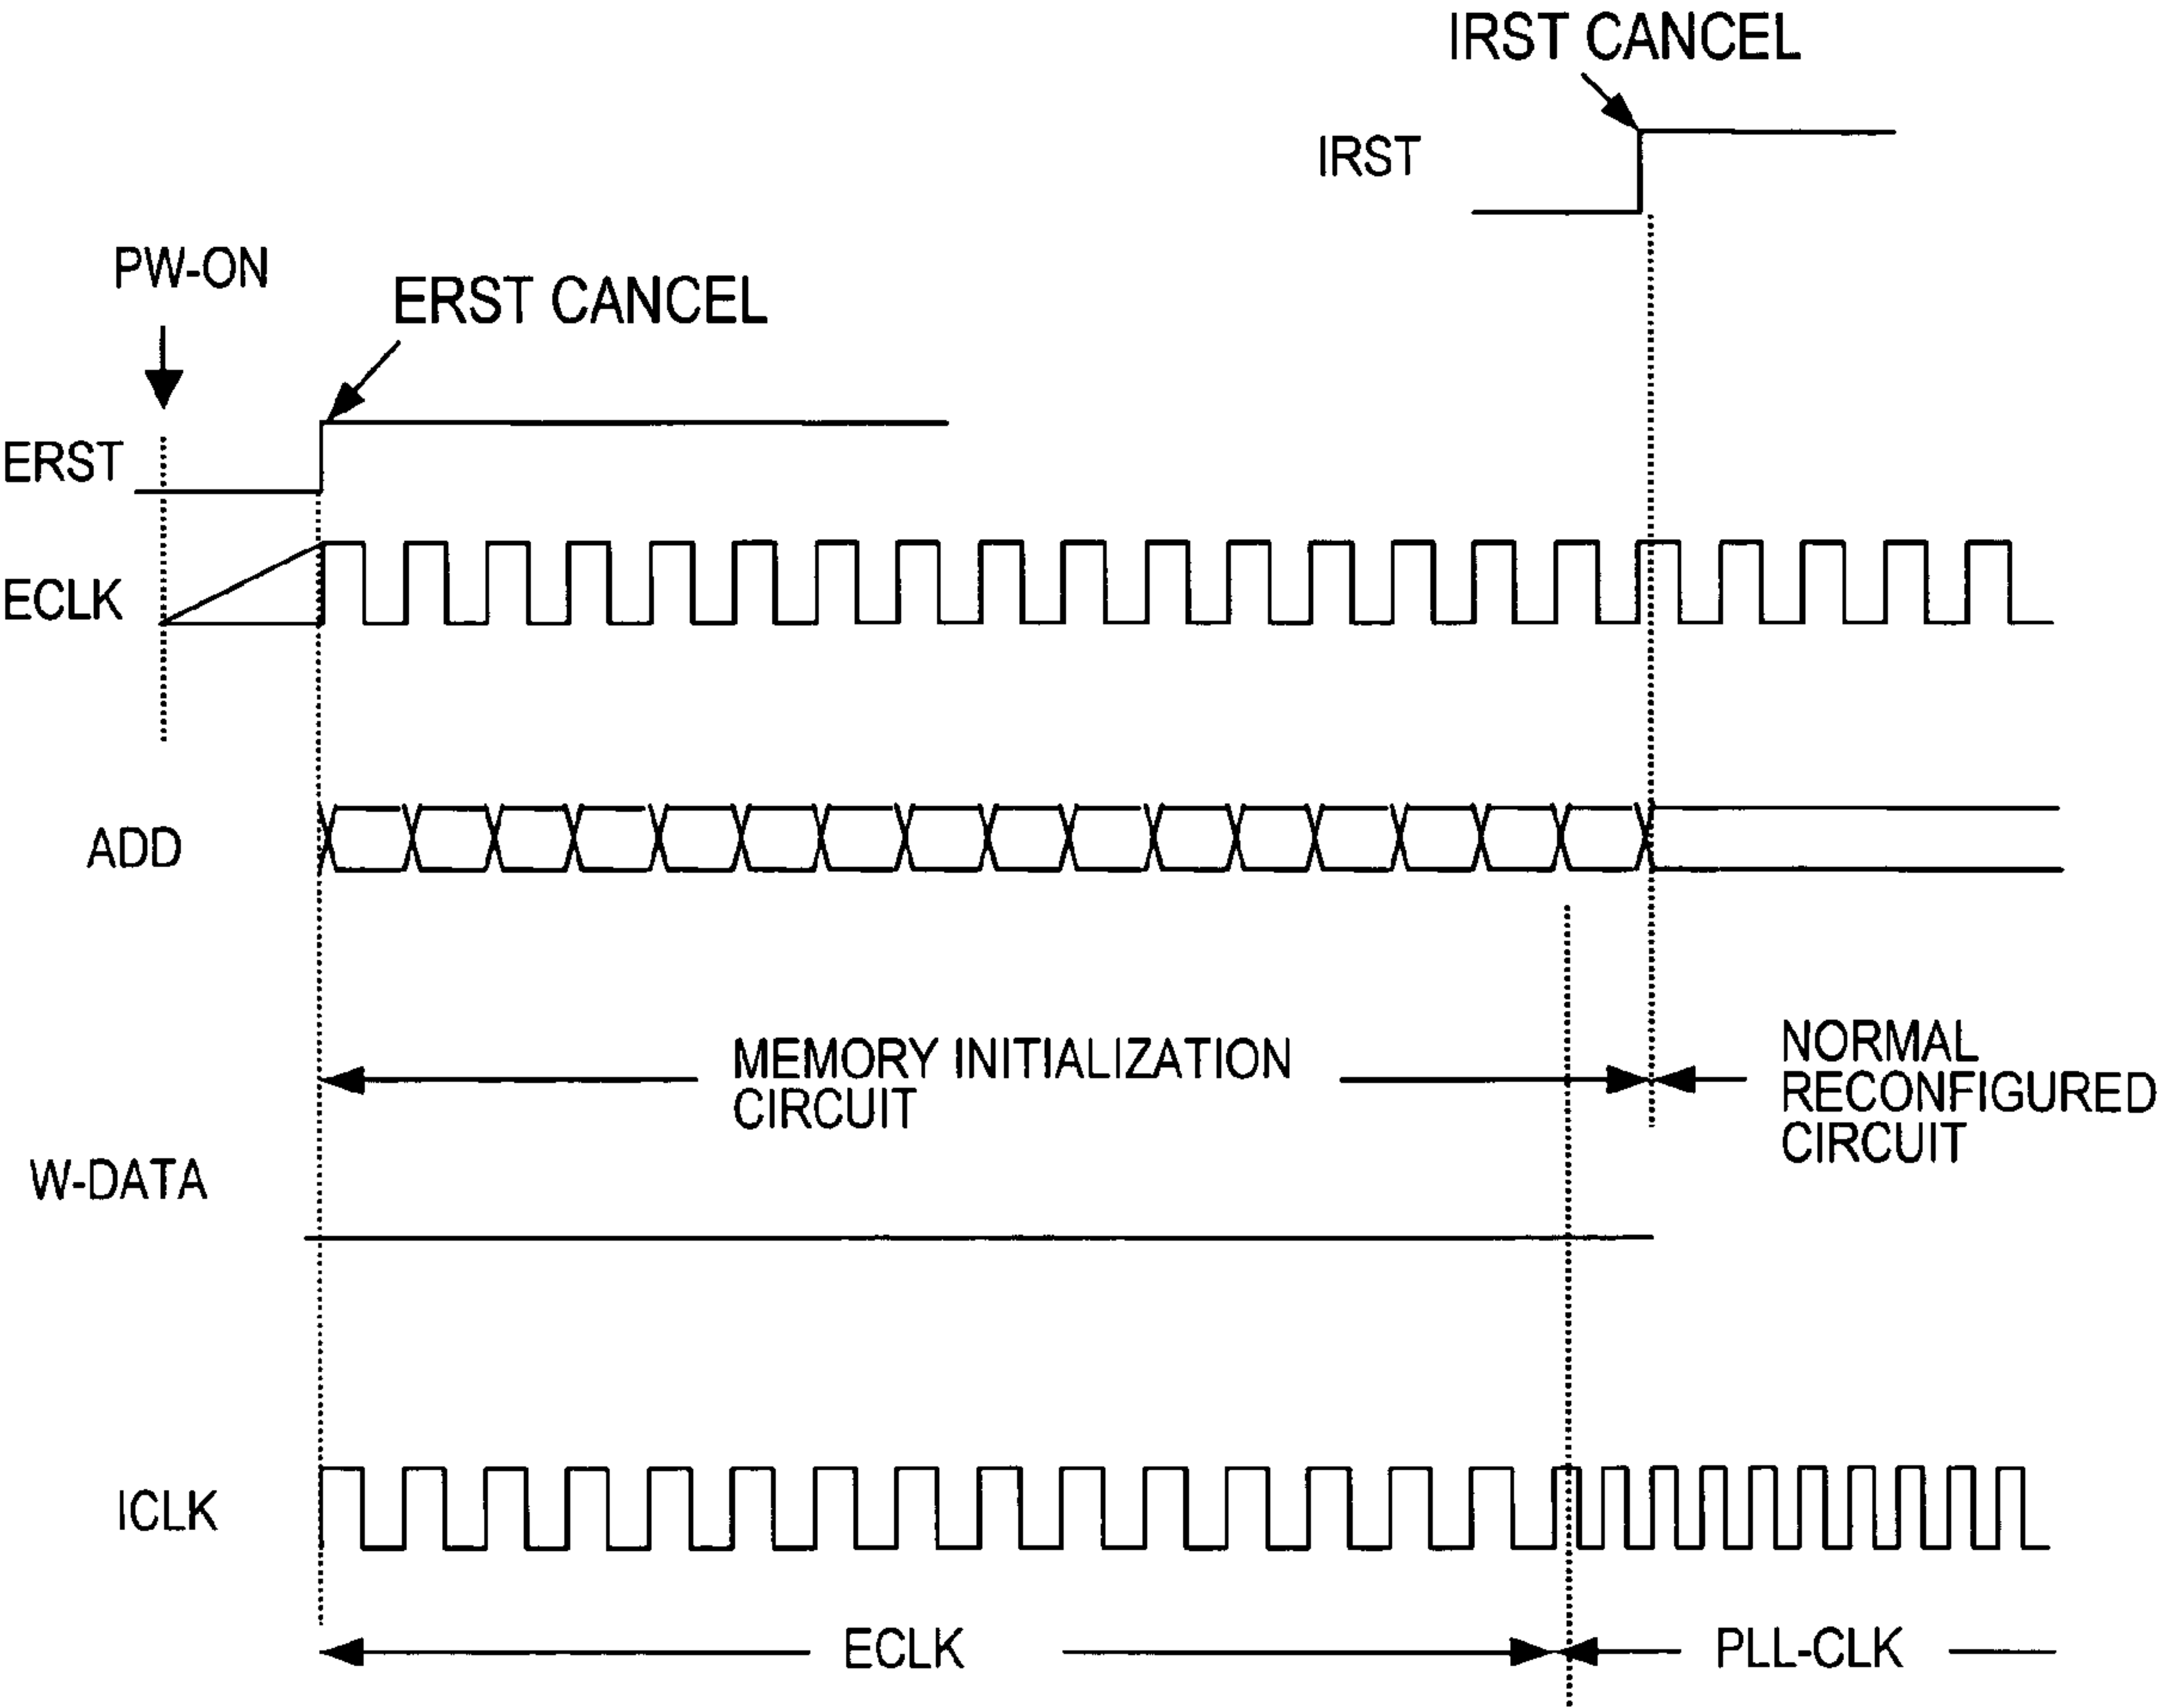 IRST CANCEL
IRST
PW-ON
ERST CANCEL
ERST
ECLK
ADD
MEMORY INITIALIZATION
CIRCUIT
NORMAL
RECONFIGURED
CIRCUIT
W-DATA
ICLK
ECLK
PLL-CLK